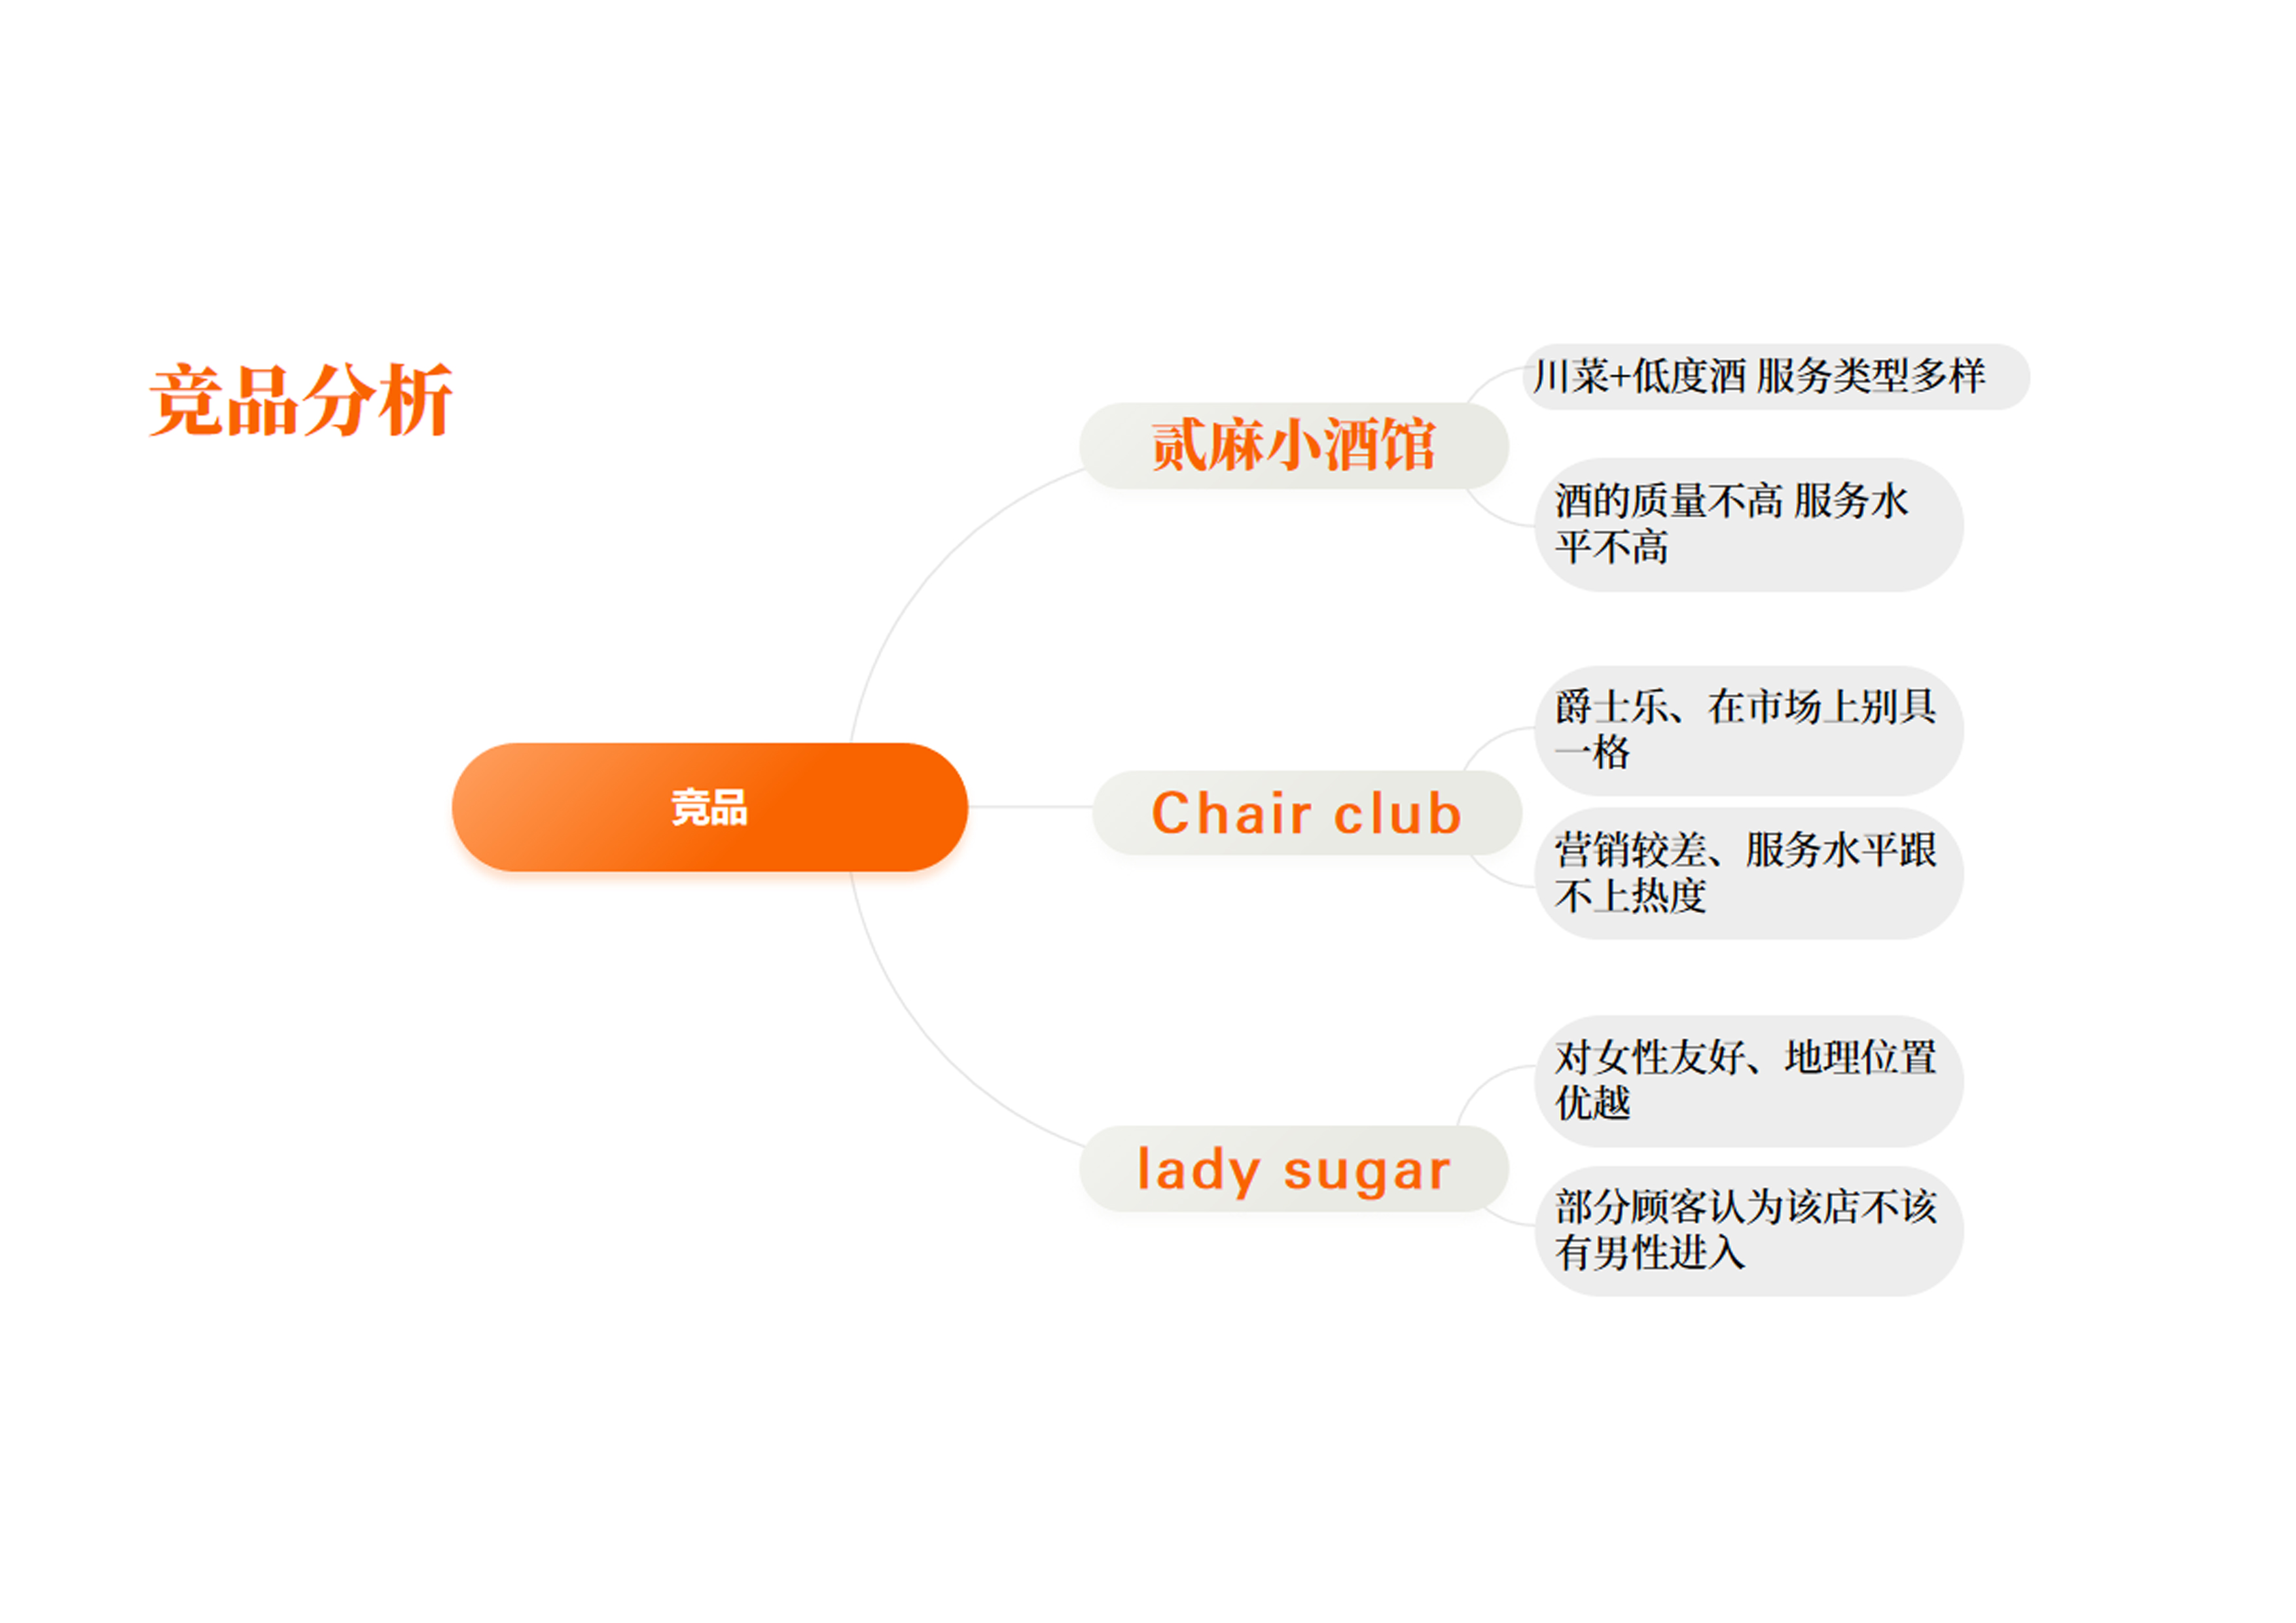 竞品分析
竞品
贰麻小酒馆
川菜+低度酒 服务类型多样
酒的质量不高 服务水
平不高
Chair club
爵士乐、在市场上别具
一格
营销较差、服务水平跟
不上热度
lady sugar
对女性友好、地理位置
优越
部分顾客认为该店不该
有男性进入